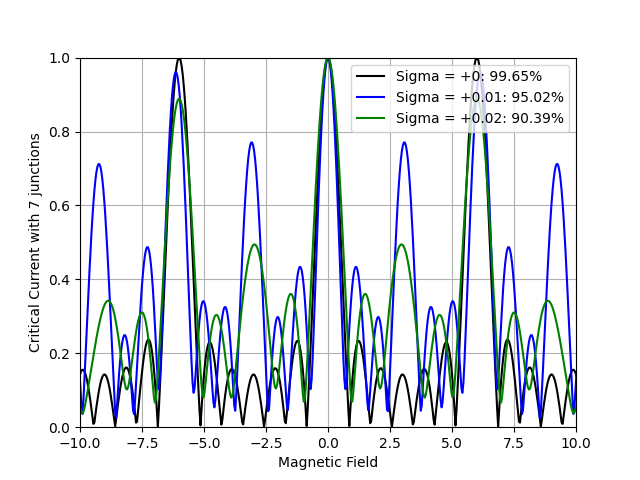 Critical Current with 7 junctions
1.0
0.8
0.6
0.4
0.2
0.0
Sigma = +0: 99.65%
Sigma = +0.01: 95.02%
Sigma = +0.02: 90.39%
−10.0 −7.5 −5.0 −2.5 0.0 2.5 5.0 7.5 10.0
Magnetic Field